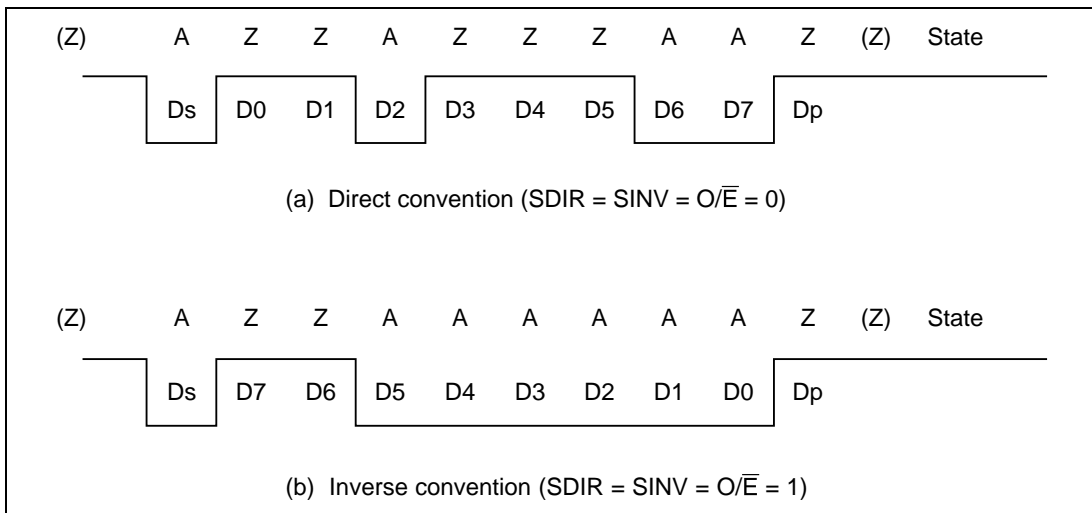 (Z) A Z Z A Z Z Z A A Z (Z) State
Ds D0 D1 D2 D3 D4 D5 D6 D7 Dp
(a) Direct convention (SDIR = SINV = O/E̅ = 0)
(Z) A Z Z A A A A A A Z (Z) State
Ds D7 D6 D5 D4 D3 D2 D1 D0 Dp
(b) Inverse convention (SDIR = SINV = O/E̅ = 1)